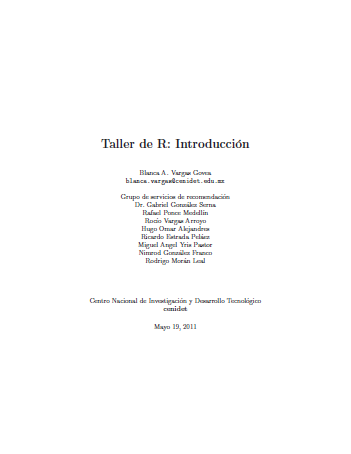 Taller de R: Introducción
Blanca A. Vargas Govea
blanca.vargas@cenidet.edu.mx
Grupo de servicios de recomendación
Dr. Gabriel González Serna
Rafael Ponce Medellín
Rocío Vargas Arroyo
Hugo Omar Alejandres
Ricardo Estrada Peláez
Miguel Angel Yris Pastor
Nimrod González Franco
Rodrigo Morán Leal
Centro Nacional de Investigación y Desarrollo Tecnológico
cenidet
Mayo 19, 2011